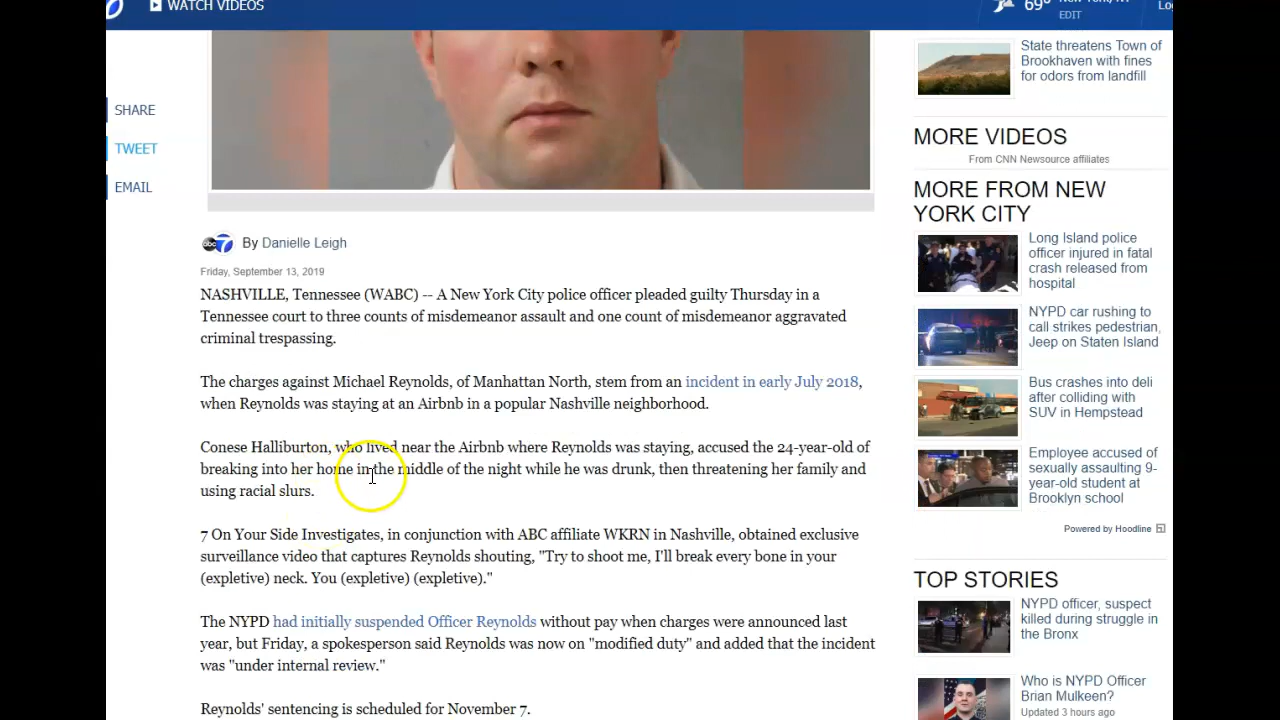 WATCH VIDEOS
69°
EDIT
SHARE
TWEET
EMAIL
abc 7 By Danielle Leigh
Friday, September 13, 2019
NASHVILLE, Tennessee (WABC) -- A New York City police officer pleaded guilty Thursday in a
Tennessee court to three counts of misdemeanor assault and one count of misdemeanor aggravated
criminal trespassing.
The charges against Michael Reynolds, of Manhattan North, stem from an incident in early July 2018,
when Reynolds was staying at an Airbnb in a popular Nashville neighborhood.
Conese Halliburton, who lived near the Airbnb where Reynolds was staying, accused the 24-year-old of
breaking into her home in the middle of the night while he was drunk, then threatening her family and
using racial slurs.
7 On Your Side Investigates, in conjunction with ABC affiliate WKRN in Nashville, obtained exclusive
surveillance video that captures Reynolds shouting, "Try to shoot me, I'll break every bone in your
(expletive) neck. You (expletive) (expletive)."
The NYPD had initially suspended Officer Reynolds without pay when charges were announced last
year, but Friday, a spokesperson said Reynolds was now on "modified duty" and added that the incident
was "under internal review."
Reynolds' sentencing is scheduled for November 7.
State threatens Town of
Brookhaven with fines
for odors from landfill
MORE VIDEOS
From CNN Newsource affiliates
MORE FROM NEW
YORK CITY
Long Island police
officer injured in fatal
crash released from
hospital
NYPD car rushing to
call strikes pedestrian,
Jeep on Staten Island
Bus crashes into deli
after colliding with
SUV in Hempstead
Employee accused of
sexually assaulting 9-
year-old student at
Brooklyn school
Powered by Hoodline
TOP STORIES
NYPD officer, suspect
killed during struggle in
the Bronx
Who is NYPD Officer
Brian Mulkeen?
Updated 3 hours ago